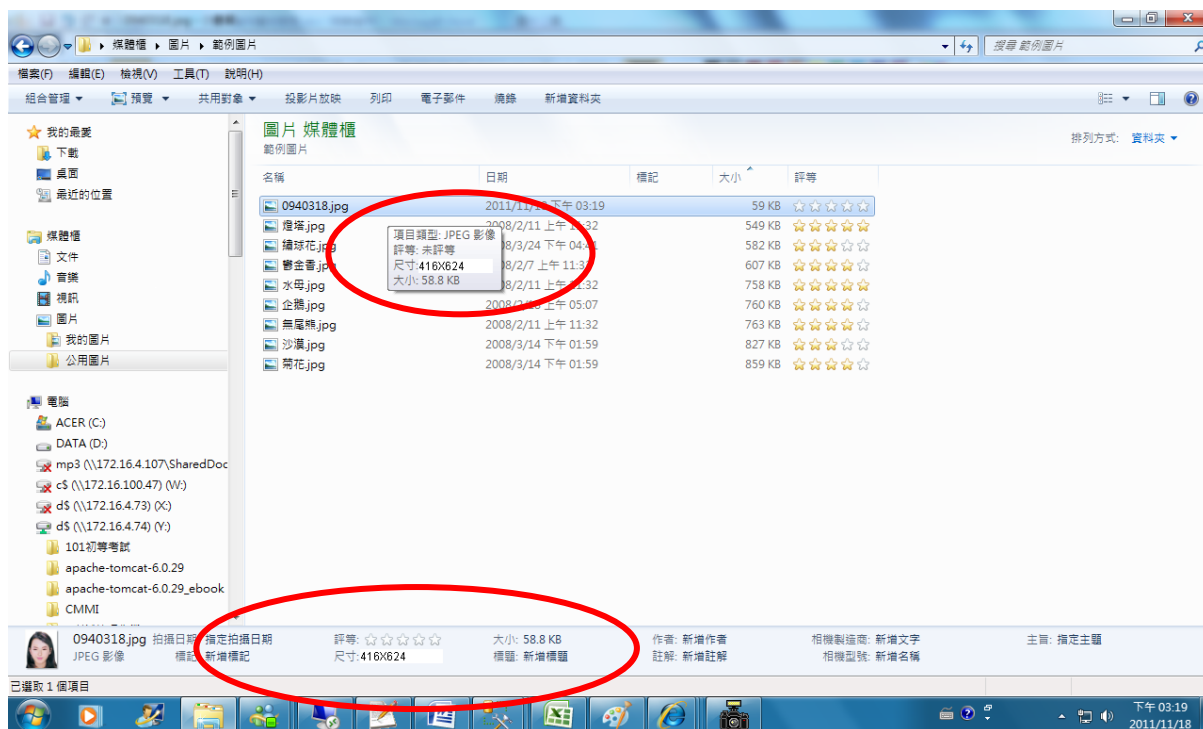 媒體櫃 圖片 範例圖片
搜尋 範例圖片
檔案(F) 編輯(E) 檢視(V) 工具(T) 說明(H)
組合管理 預覽 共用對象 投影片放映 列印 電子郵件 燒錄 新增資料夾
我的最愛
下載
桌面
最近的位置
媒體櫃
文件
音樂
視訊
圖片
我的圖片
公用圖片
電腦
ACER (C:)
DATA (D:)
mp3 (\\172.16.4.107\SharedDoc
c$ (\\172.16.100.47) (W:)
d$ (\\172.16.4.73) (X:)
d$ (\\172.16.4.74) (Y:)
101初等考試
apache-tomcat-6.0.29
apache-tomcat-6.0.29_ebook
CMMI
圖片 媒體櫃
範例圖片
排列方式: 資料夾
名稱 日期 標記 大小 評等
0940318.jpg 2011/11/18 下午 03:19 59 KB
燈塔.jpg 2008/2/11 上午 11:32 549 KB
繡球花.jpg 08/3/24 下午 04:41 582 KB
鬱金香.jpg 08/2/7 上午 11:3 607 KB
水母.jpg 2008/2/11 上午 11:32 758 KB
企鵝.jpg 上午 05:07 760 KB
無尾熊.jpg 2008/2/11 上午 11:32 763 KB
沙漠.jpg 2008/3/14 下午 01:59 827 KB
菊花.jpg 2008/3/14 下午 01:59 859 KB
項目類型: JPEG 影像
評等: 未評等
尺寸:416X624
大小: 58.8 KB
0940318.jpg 拍攝日期: 指定拍攝日期 評等: 大小: 58.8 KB 作者: 新增作者 相機製造商: 新增文字 主旨: 指定主題
JPEG 影像 標記: 新增標記 尺寸:416X624 標題: 新增標題 註解: 新增註解 相機型號: 新增名稱
已選取 1 個項目
下午 03:19
2011/11/18